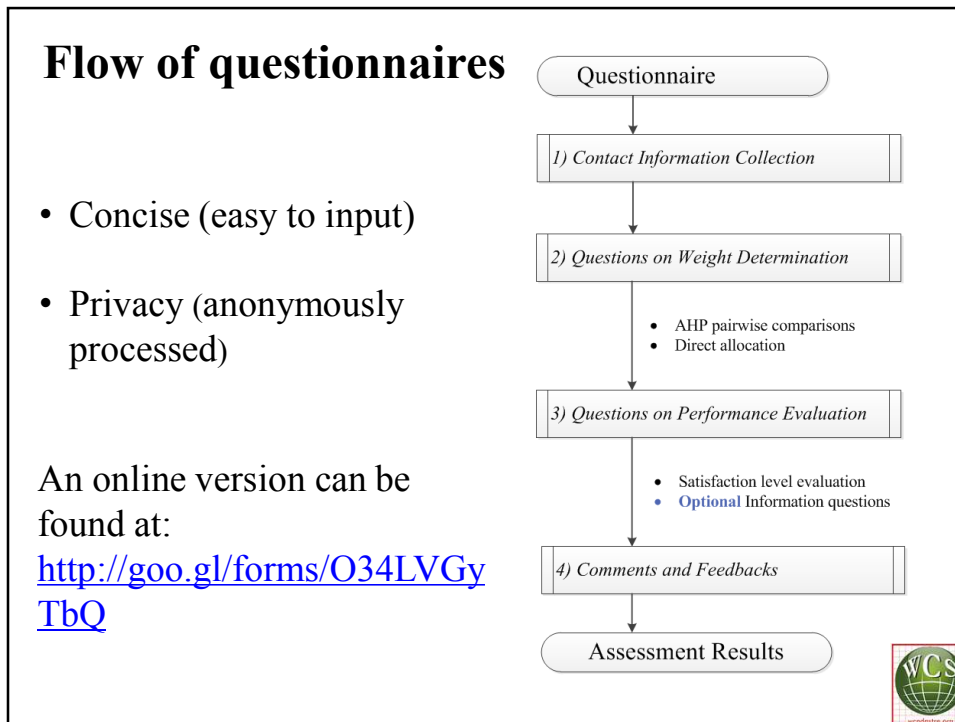 Flow of questionnaires
• Concise (easy to input)
• Privacy (anonymously
processed)
An online version can be
found at:
http://goo.gl/forms/O34LVGy
TbQ
Questionnaire
1) Contact Information Collection
2) Questions on Weight Determination
• AHP pairwise comparisons
• Direct allocation
3) Questions on Performance Evaluation
• Satisfaction level evaluation
• Optional Information questions
4) Comments and Feedbacks
Assessment Results
WCS